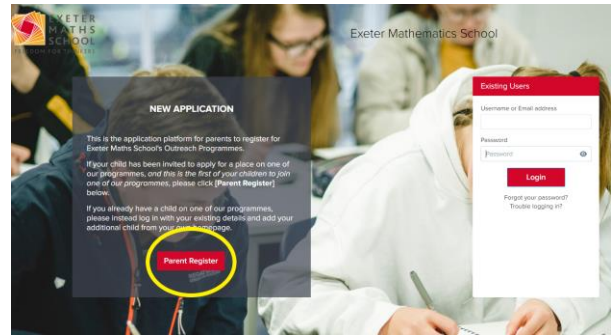 EXETER
MATHS
SCHOOL
Exeter Mathematics School
NEW APPLICATION
This is the application platform for parents to register for
Exeter Maths School's Outreach Programmes.
If your child has been invited to apply for a place on one of
our programmes, and this is the first of your children to join
one of our programmes, please click [Parent Register]
below.
If you already have a child on one of our programmes,
please instead log in with your existing details and add your
additional child from your own homepage.
Parent Register
Existing Users
Username or Email address
Password
Password
Login
Forgot your password?
Trouble logging in?